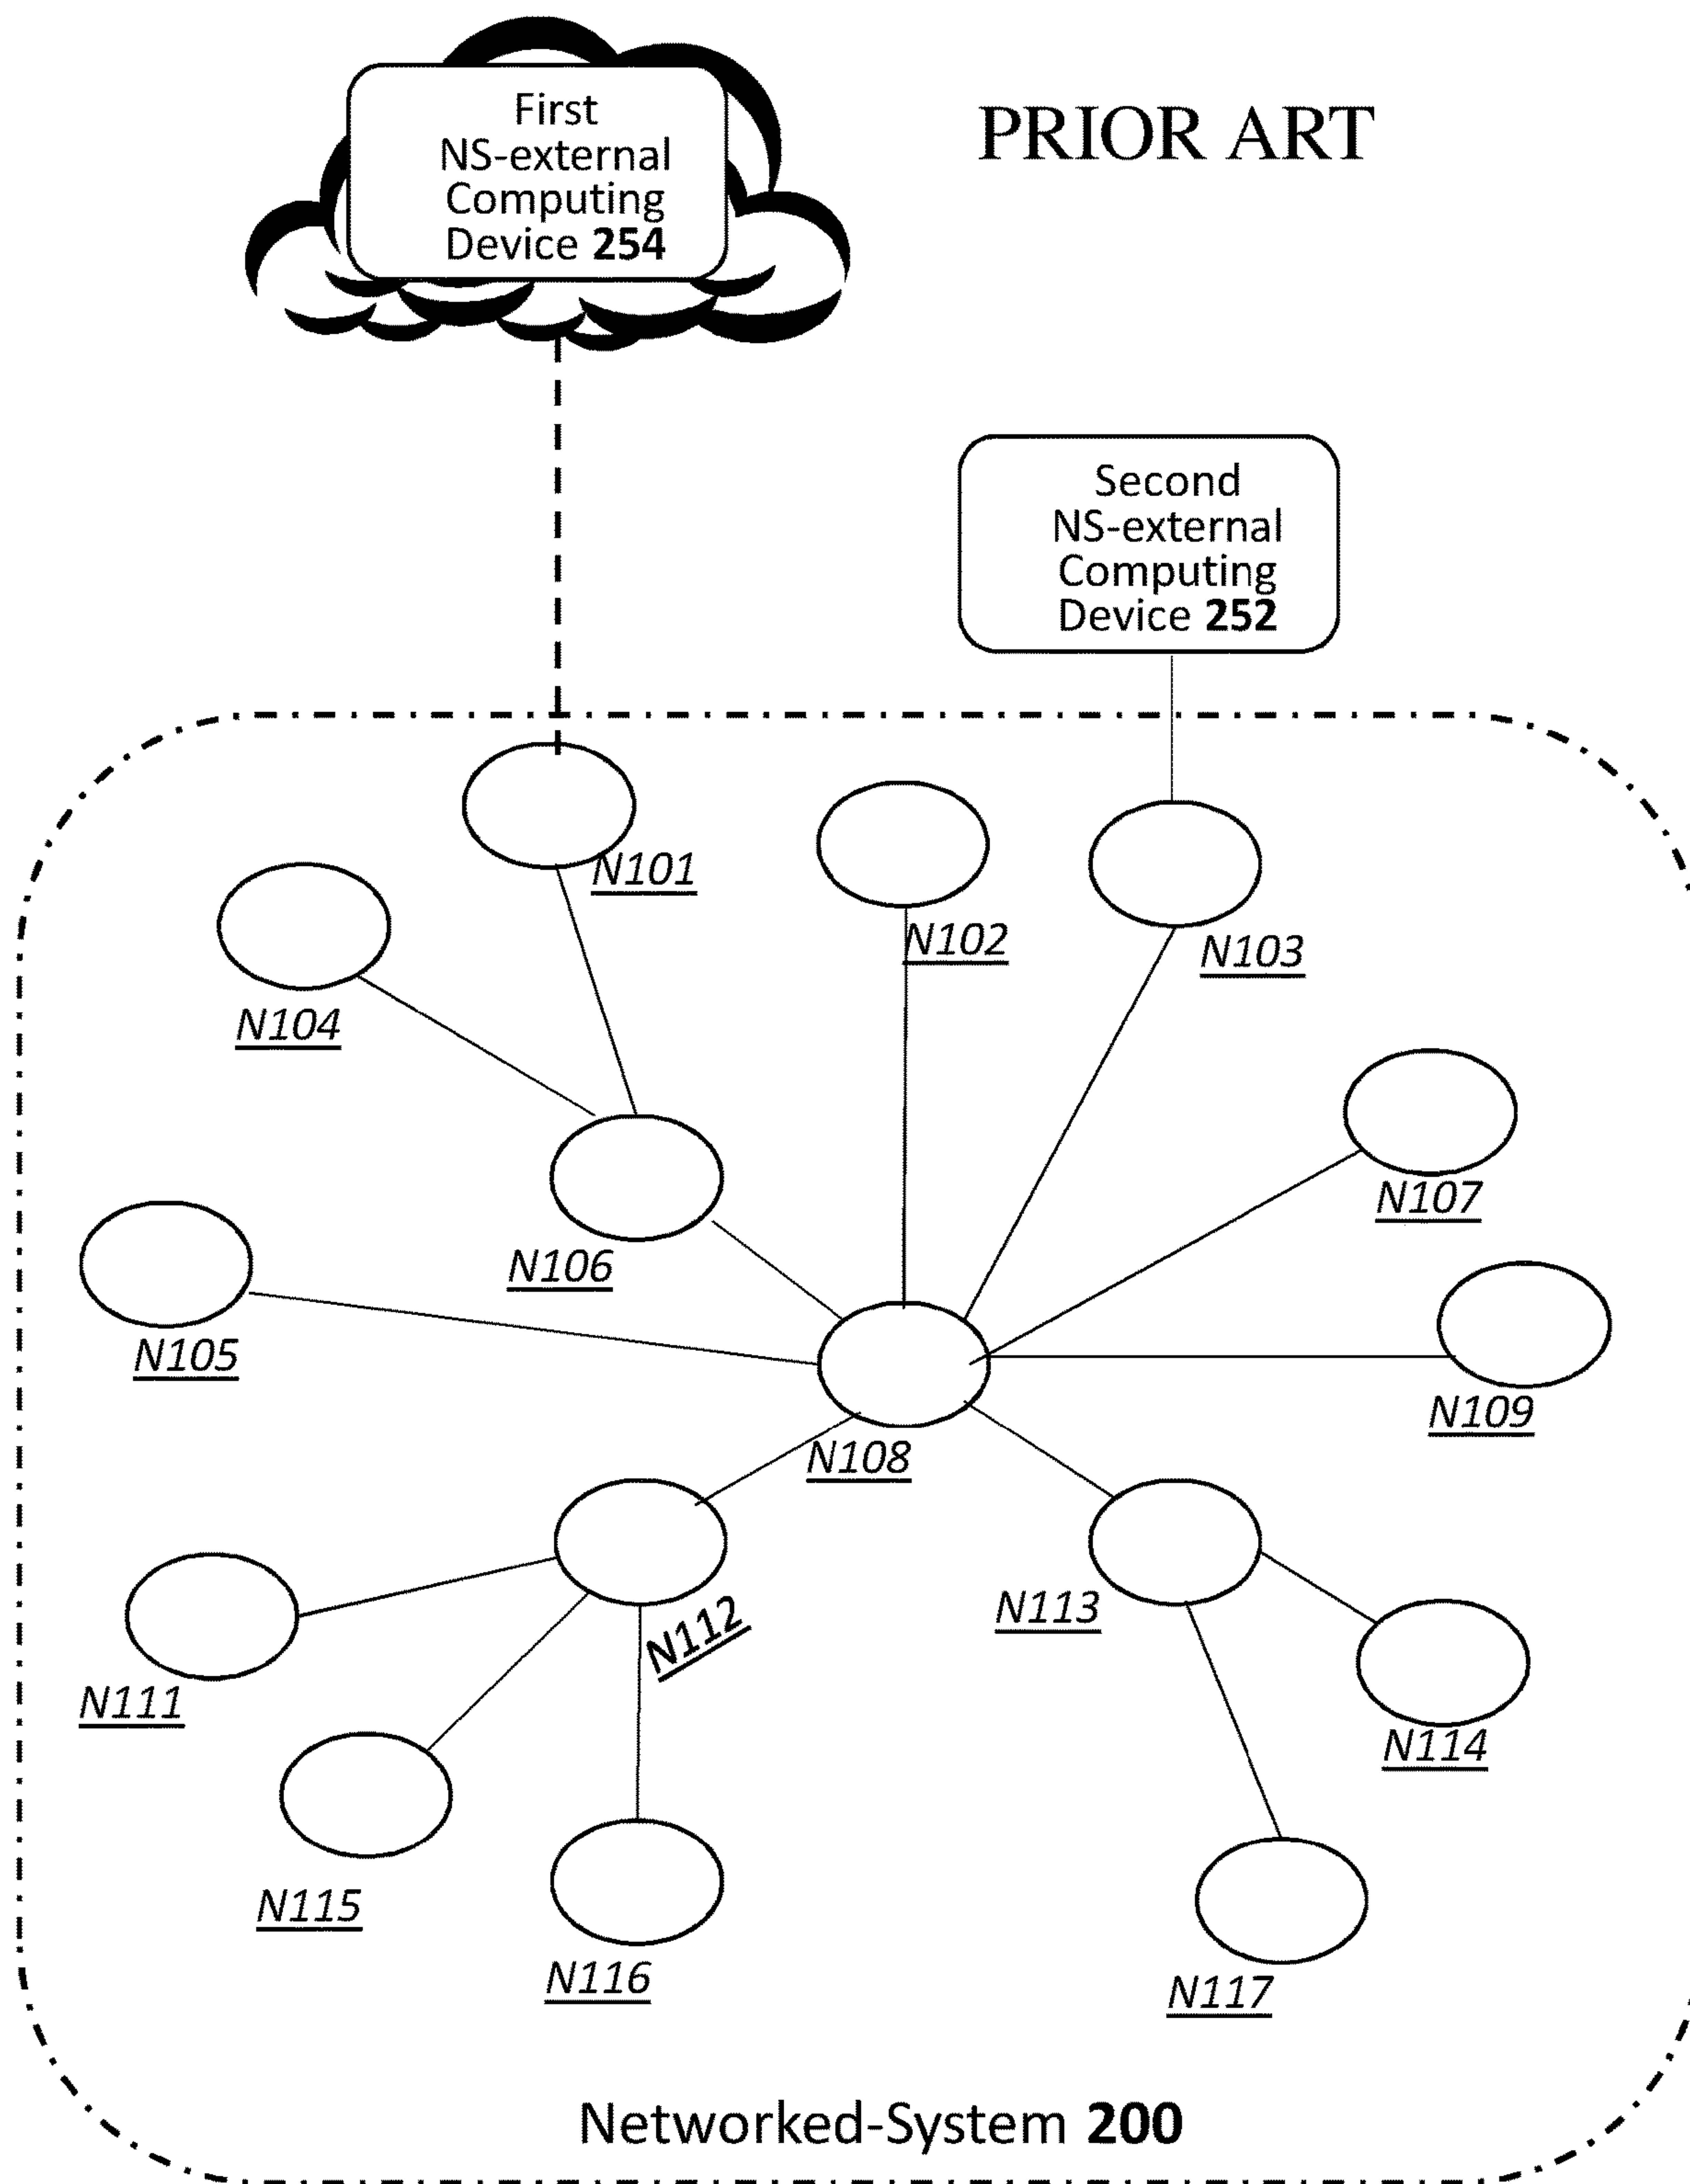 First
NS-external
Computing
Device 254
PRIOR ART
Second
NS-external
Computing
Device 252
N101
N102
N103
N104
N107
N106
N105
N109
N108
N112
N113
N111
N114
N115
N116
N117
Networked-System 200